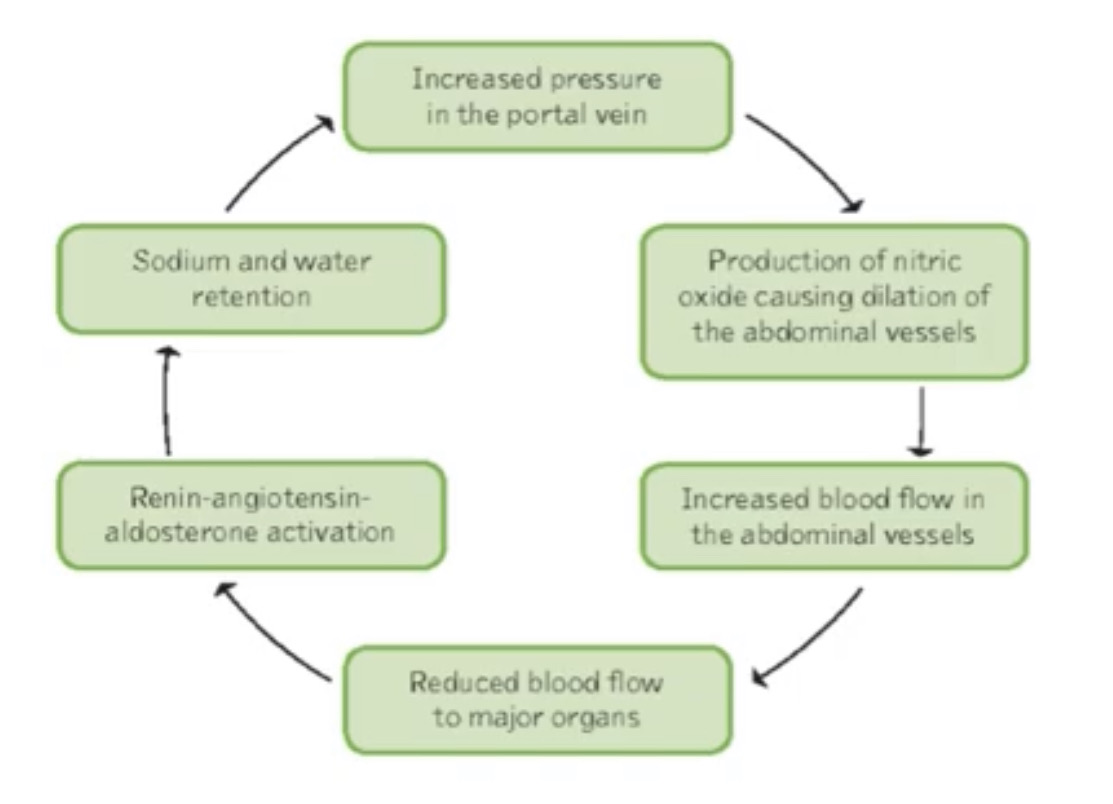 Increased pressure
in the portal vein
Production of nitric
oxide causing dilation of
the abdominal vessels
Increased blood flow in
the abdominal vessels
Reduced blood flow
to major organs
Renin-angiotensin-
aldosterone activation
Sodium and water
retention